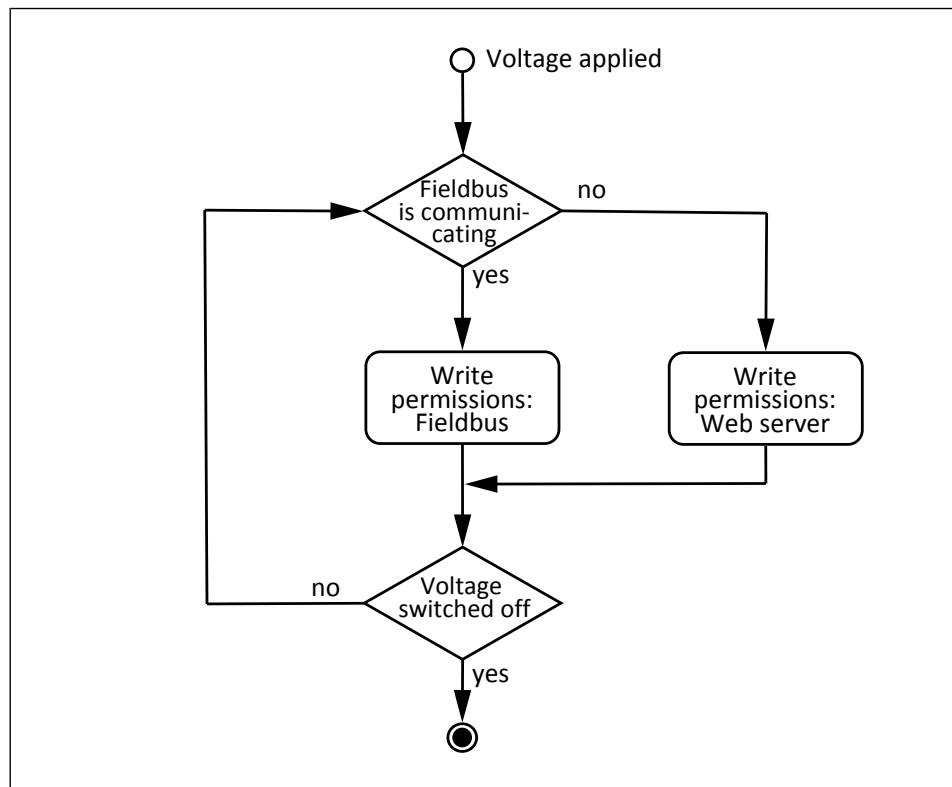 Voltage applied
Fieldbus
is communi-
cating
no
yes
Write
permissions:
Fieldbus
Write
permissions:
Web server
Voltage
switched off
no
yes